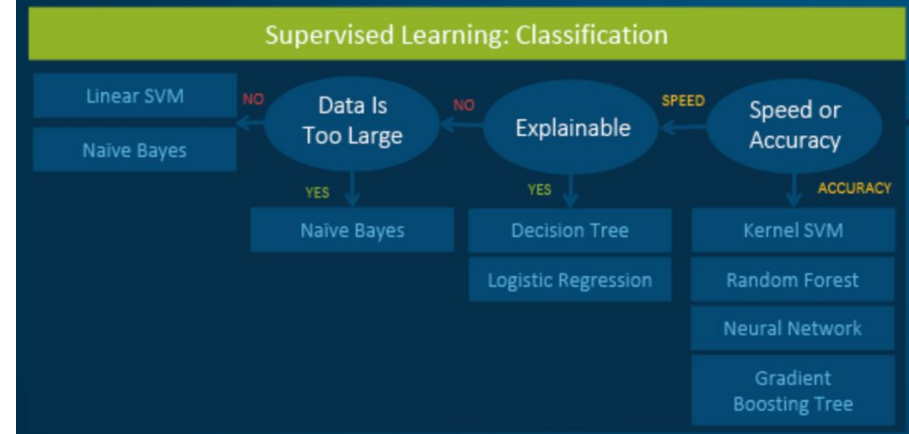 Supervised Learning: Classification
Linear SVM
Naïve Bayes
NO
Data Is
Too Large
NO
Explainable
SPEED
Speed or
Accuracy
YES
YES
ACCURACY
Naïve Bayes
Decision Tree
Logistic Regression
Kernel SVM
Random Forest
Neural Network
Gradient
Boosting Tree